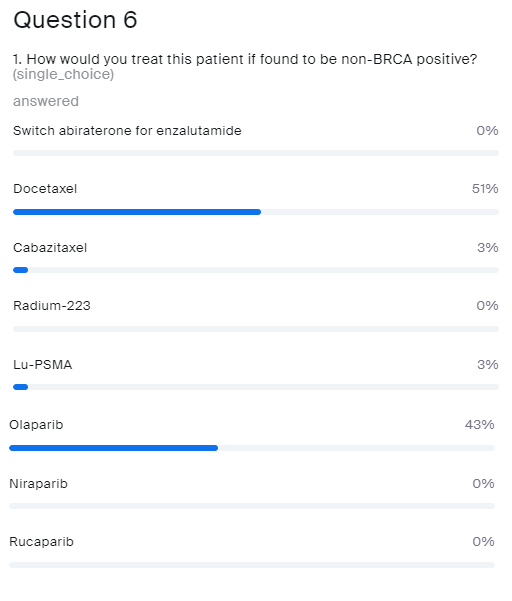 Question 6
1. How would you treat this patient if found to be non-BRCA positive?
(single_choice)
answered
Switch abiraterone for enzalutamide 0%
Docetaxel 51%
Cabazitaxel 3%
Radium-223 0%
Lu-PSMA 3%
Olaparib 43%
Niraparib 0%
Rucaparib 0%